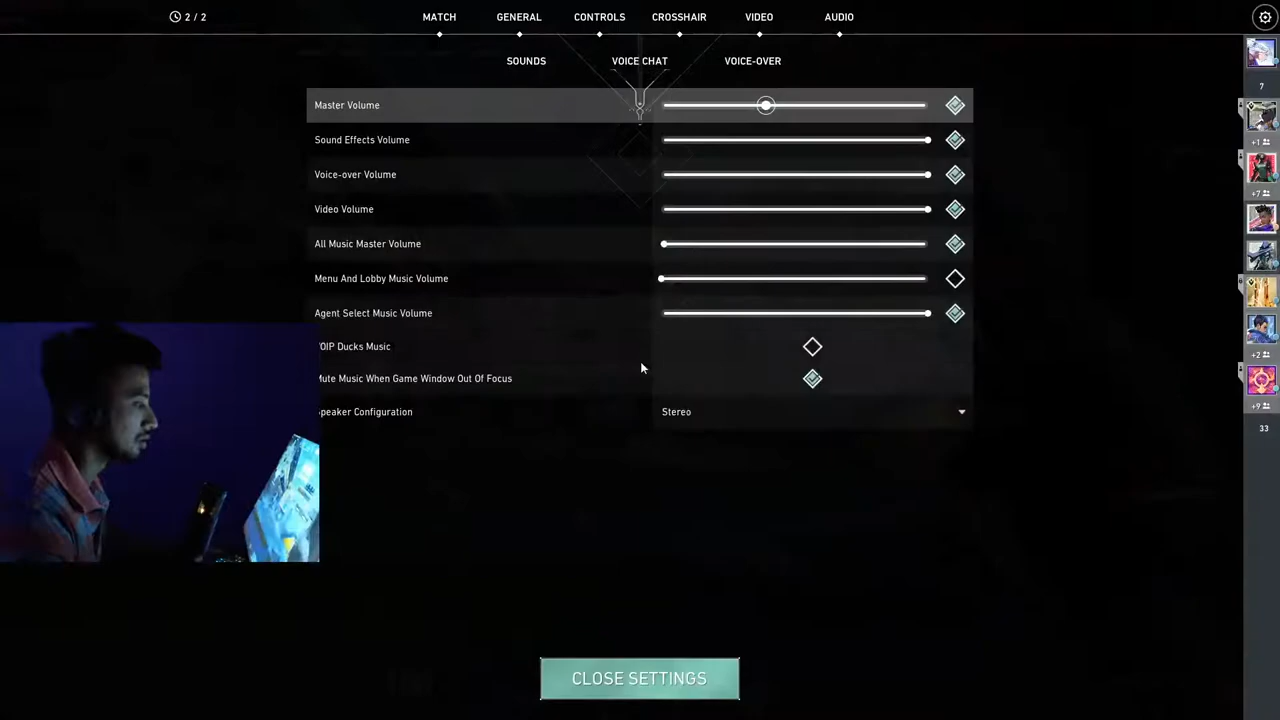 2 / 2
MATCH GENERAL CONTROLS CROSSHAIR VIDEO AUDIO
SOUNDS VOICE CHAT VOICE-OVER
Master Volume
Sound Effects Volume
Voice-over Volume
Video Volume
All Music Master Volume
Menu And Lobby Music Volume
Agent Select Music Volume
OIP Ducks Music
Mute Music When Game Window Out Of Focus
peaker Configuration Stereo
CLOSE SETTINGS
7
+1
+7
+2
+9
33